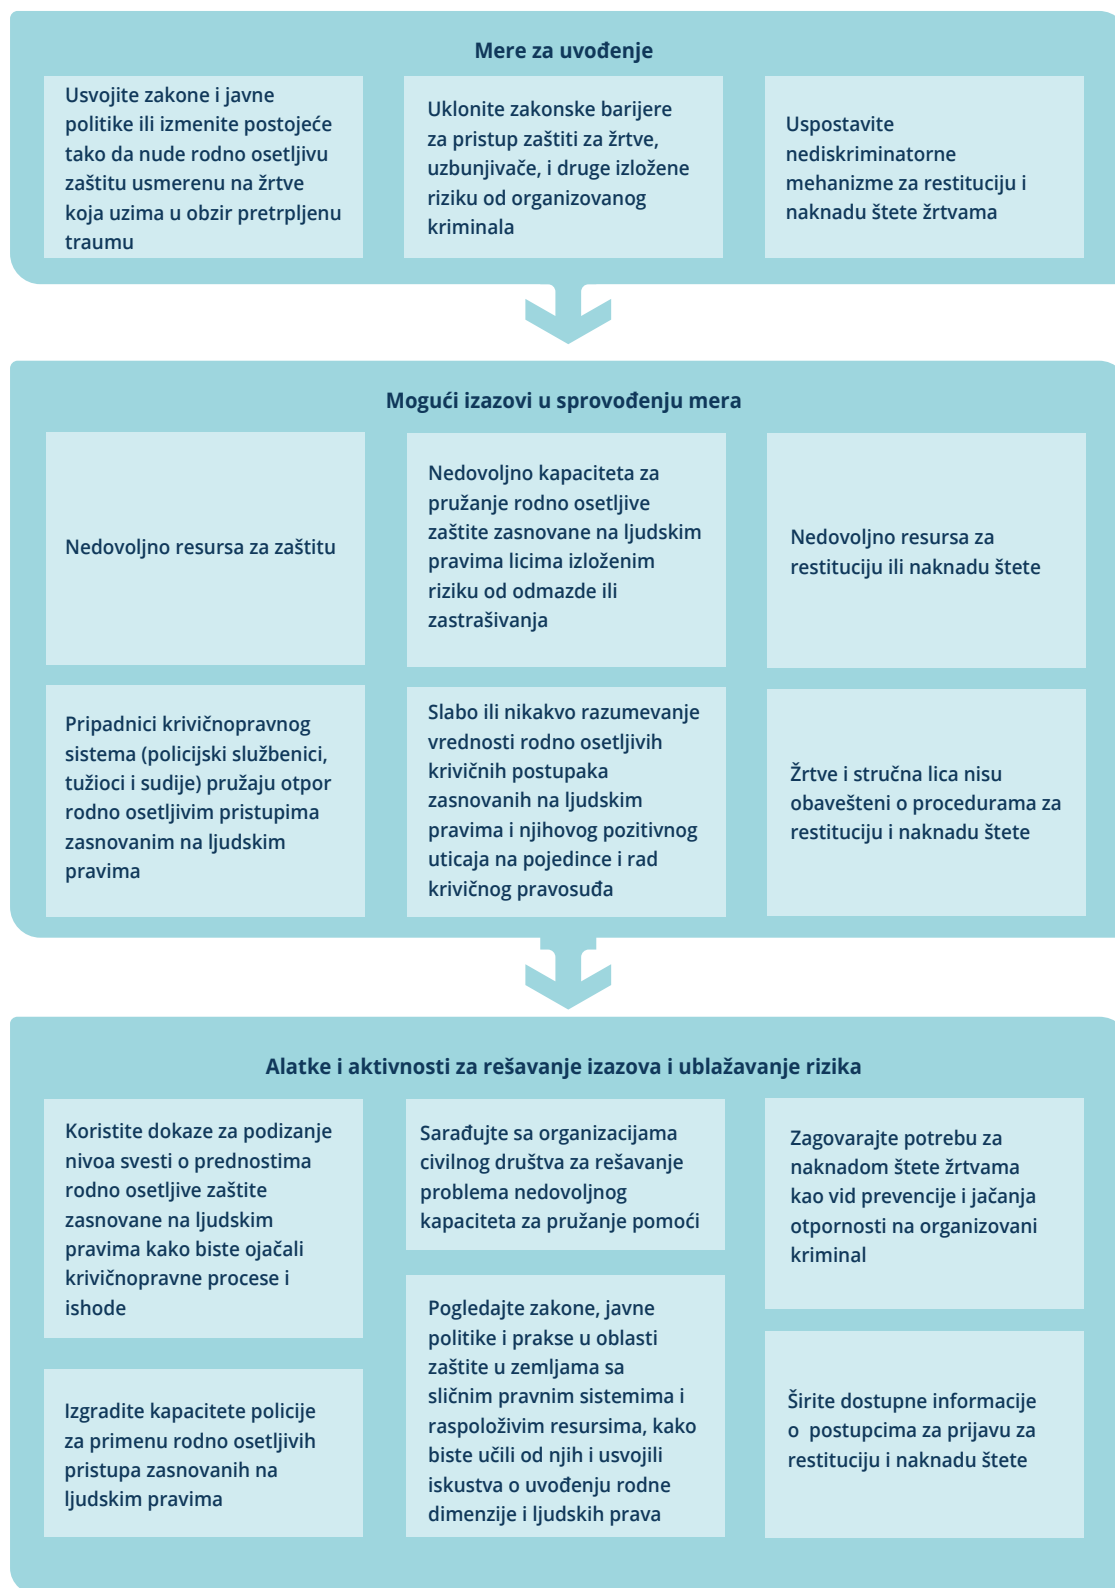 Mere za uvođenje
Usvojite zakone i javne
politike ili izmenite postojeće
tako da nude rodno osetljivu
zaštitu usmerenu na žrtve
koja uzima u obzir pretrpljenu
traumu
Uklonite zakonske barijere
za pristup zaštiti za žrtve,
uzbunjivače, i druge izložene
riziku od organizovanog
kriminala
Uspostavite
nediskriminatorne
mehanizme za restituciju i
naknadu štete žrtvama
Mogući izazovi u sprovođenju mera
Nedovoljno resursa za zaštitu
Nedovoljno kapaciteta za
pružanje rodno osetljive
zaštite zasnovane na ljudskim
pravima licima izloženim
riziku od odmazde ili
zastrašivanja
Nedovoljno resursa za
restituciju ili naknadu štete
Pripadnici krivičnopravnog
sistema (policijski službenici,
tužioci i sudije) pružaju otpor
rodno osetljivim pristupima
zasnovanim na ljudskim
pravima
Slabo ili nikakvo razumevanje
vrednosti rodno osetljivih
krivičnih postupaka
zasnovanih na ljudskim
pravima i njihovog pozitivnog
uticaja na pojedince i rad
krivičnog pravosuđa
Žrtve i stručna lica nisu
obavešteni o procedurama za
restituciju i naknadu štete
Alatke i aktivnosti za rešavanje izazova i ublažavanje rizika
Koristite dokaze za podizanje
nivoa svesti o prednostima
rodno osetljive zaštite
zasnovane na ljudskim
pravima kako biste ojačali
krivičnopravne procese i
ishode
Sarađujte sa organizacijama
civilnog društva za rešavanje
problema nedovoljnog
kapaciteta za pružanje pomoći
Zagovarajte potrebu za
naknadom štete žrtvama
kao vid prevencije i jačanja
otpornosti na organizovani
kriminal
Izgradite kapacitete policije
za primenu rodno osetljivih
pristupa zasnovanih na
ljudskim pravima
Pogledajte zakone, javne
politike i prakse u oblasti
zaštite u zemljama sa
sličnim pravnim sistemima i
raspoloživim resursima, kako
biste učili od njih i usvojili
iskustva o uvođenju rodne
dimenzije i ljudskih prava
Širite dostupne informacije
o postupcima za prijavu za
restituciju i naknadu štete